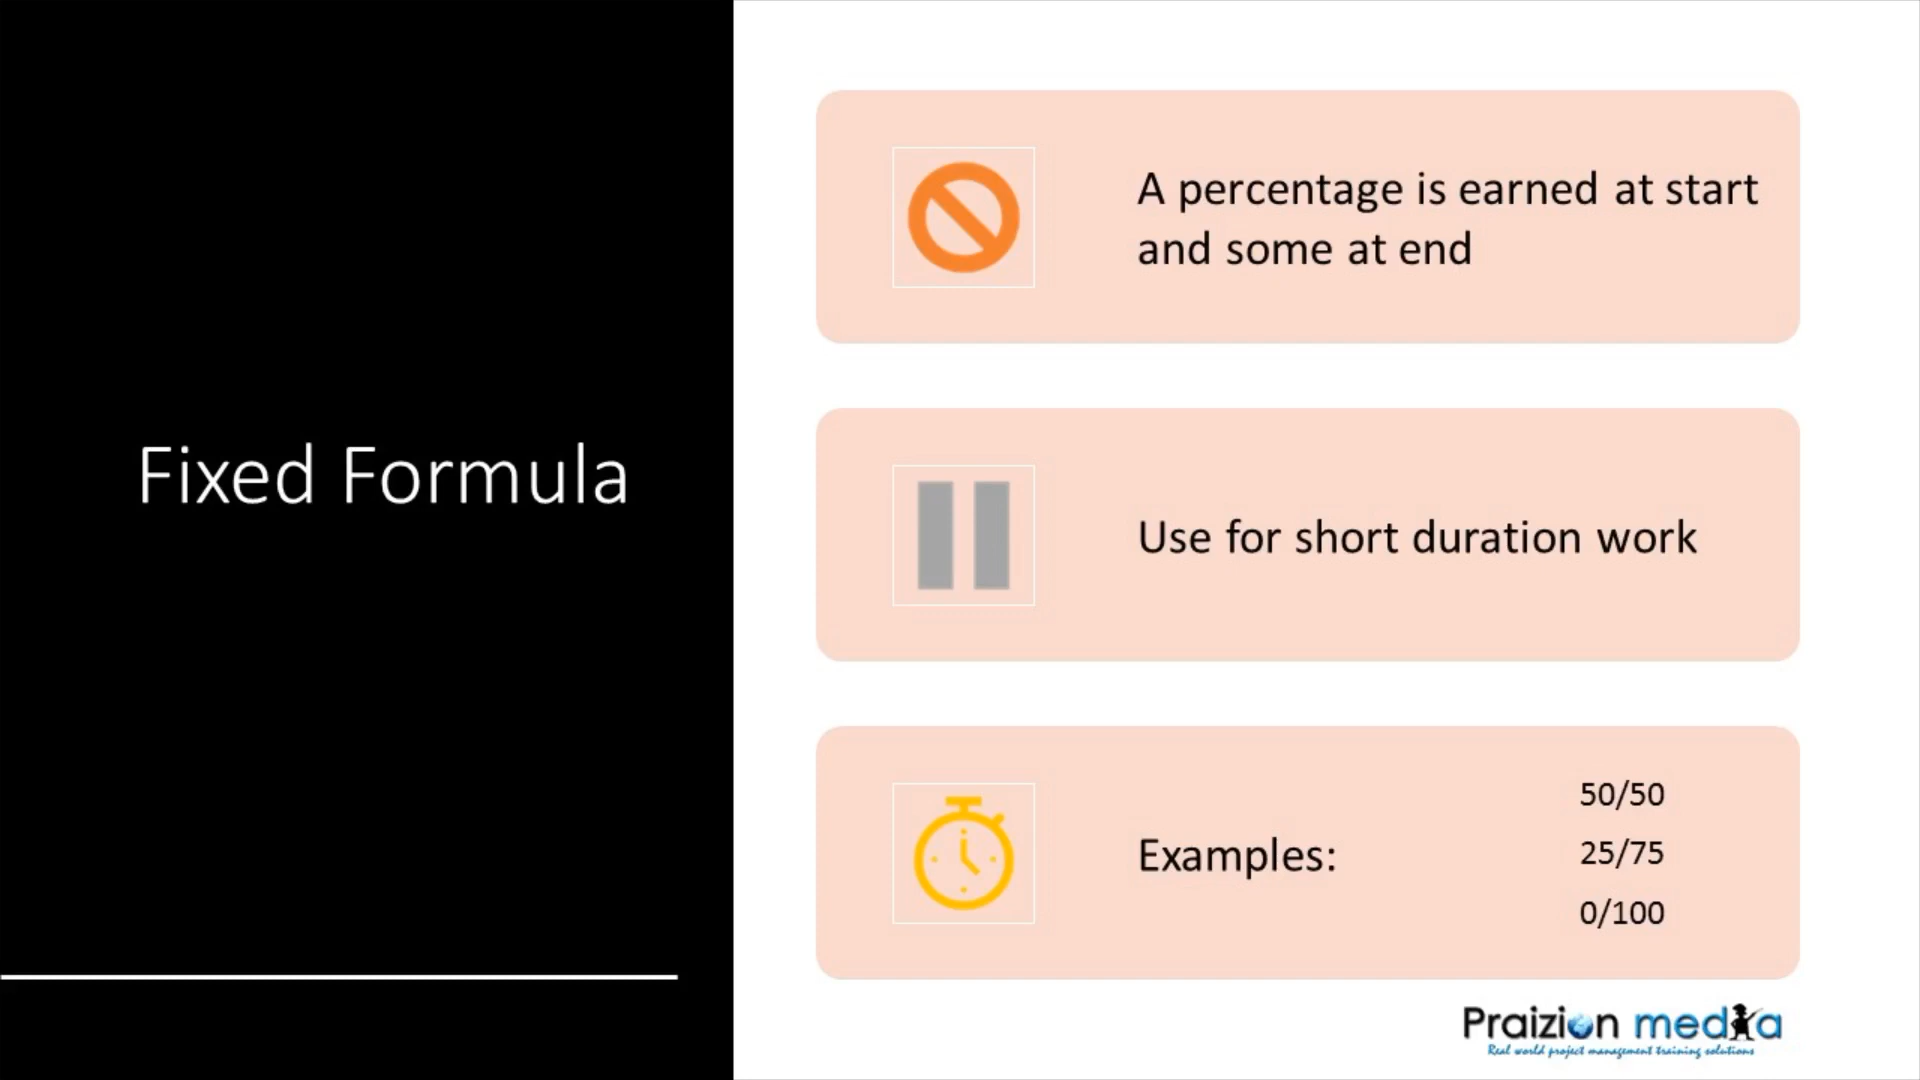 Fixed Formula
A percentage is earned at start
and some at end
Use for short duration work
Examples:
50/50
25/75
0/100
Praizion media
Real world project management training solutions